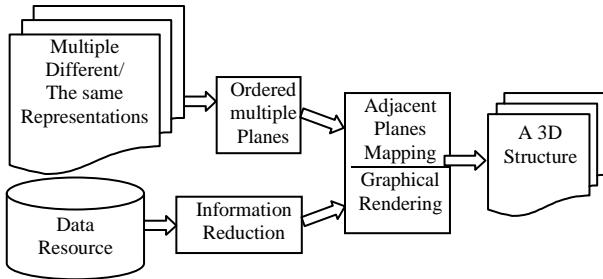 Multiple
Different/
The same
Representations
Ordered
multiple
Planes
Adjacent
Planes
Mapping
Graphical
Rendering
A 3D
Structure
Data
Resource
Information
Reduction